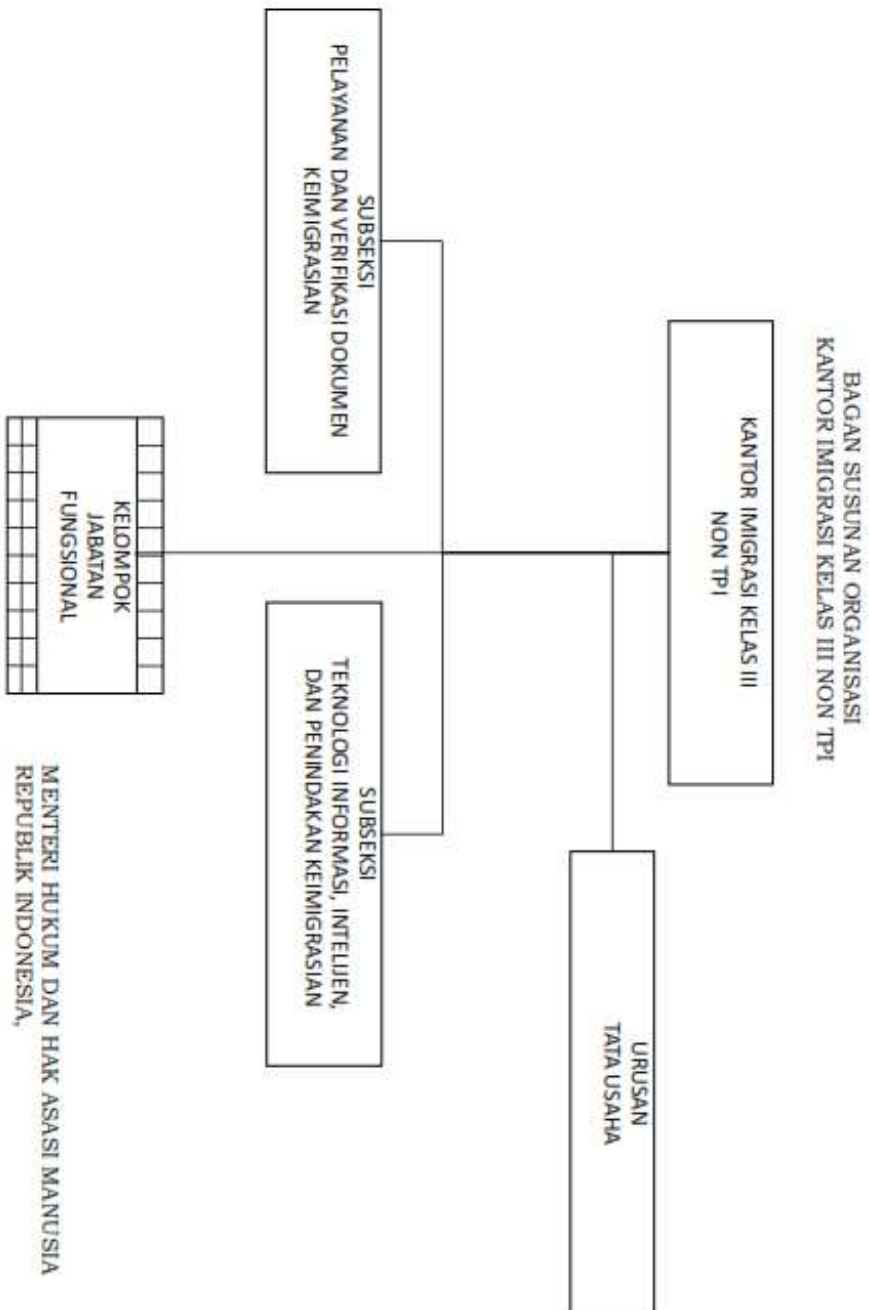 BAGAN SUSUNAN ORGANISASI
KANTOR IMIGRASI KELAS III NON TPI
KANTOR IMIGRASI KELAS III
NON TPI
URUSAN
TATA USAHA
SUBSEKSI
PELAYANAN DAN VERIFIKASI DOKUMEN
KEIMIGRASIAN
SUBSEKSI
TEKNOLOGI INFORMASI, INTELIJEN,
DAN PENINDAKAN KEIMIGRASIAN
KELOMPOK
JABATAN
FUNGSIONAL
MENTERI HUKUM DAN HAK ASASI MANUSIA
REPUBLIK INDONESIA,